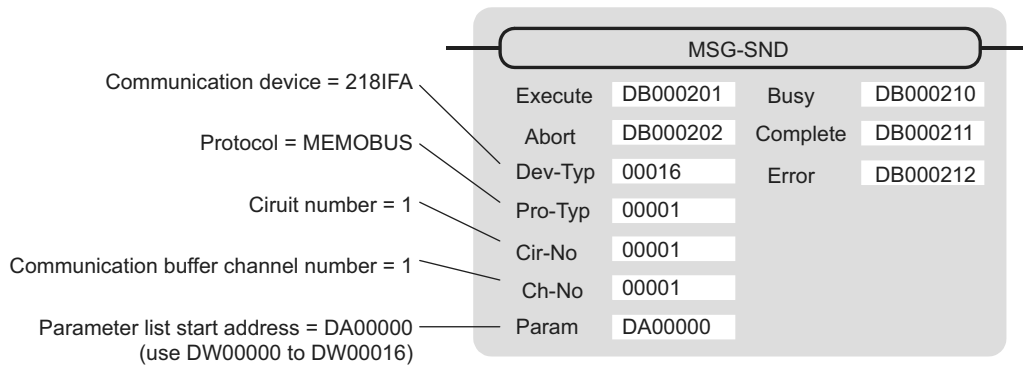 MSG-SND
Communication device = 218IFA
Protocol = MEMOBUS
Ciruit number = 1
Communication buffer channel number = 1
Parameter list start address = DA00000
(use DW00000 to DW00016)
Execute DB000201 Busy DB000210
Abort DB000202 Complete DB000211
Dev-Typ 00016 Error DB000212
Pro-Typ 00001
Cir-No 00001
Ch-No 00001
Param DA00000